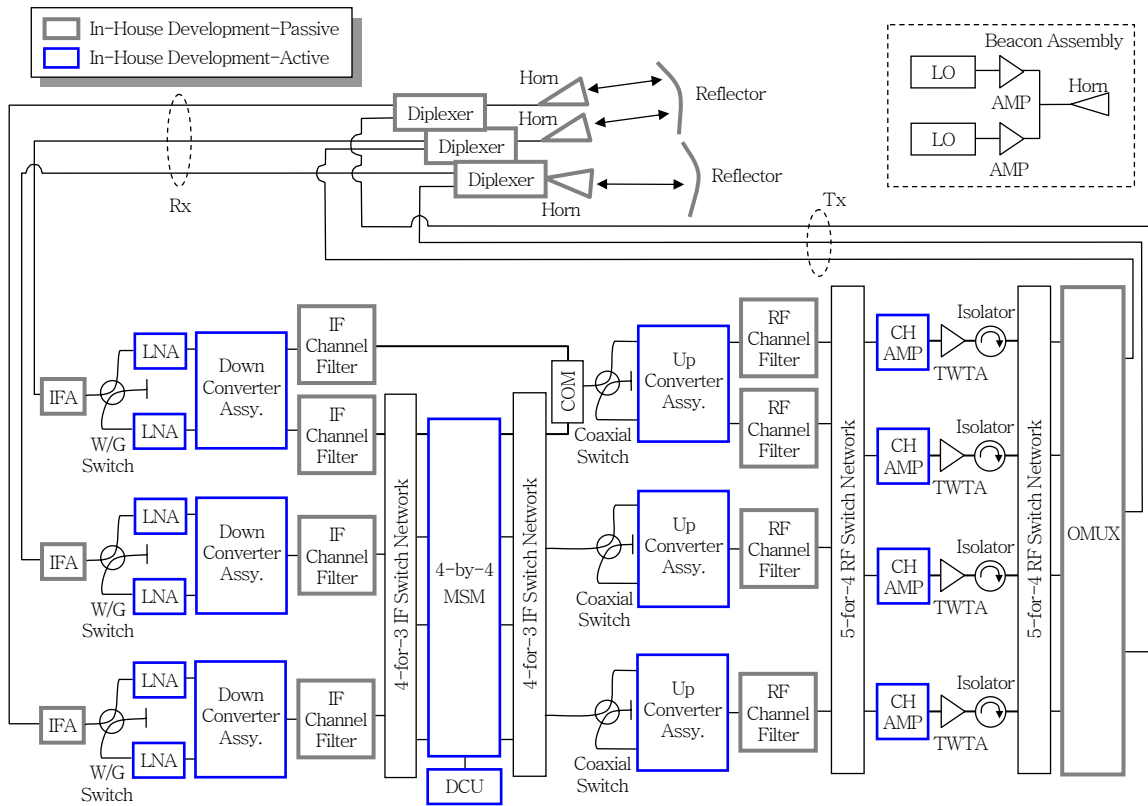 In-House Development-Passive
In-House Development-Active
Beacon Assembly
LO
AMP
Horn
LO
AMP
Horn
Diplexer
Horn
Reflector
Diplexer
Diplexer
Horn
Reflector
Rx
Tx
IFA
LNA
LNA
W/G
Switch
Down
Converter
Assy.
IF
Channel
Filter
IF
Channel
Filter
COM
Coaxial
Switch
Up
Converter
Assy.
RF
Channel
Filter
RF
Channel
Filter
CH
AMP
TWTA
Isolator
CH
AMP
TWTA
Isolator
IFA
LNA
LNA
W/G
Switch
Down
Converter
Assy.
IF
Channel
Filter
4-for-3 IF Switch Network
4-by-4
MSM
4-for-3 IF Switch Network
Coaxial
Switch
Up
Converter
Assy.
RF
Channel
Filter
5-for-4 RF Switch Network
CH
AMP
TWTA
Isolator
5-for-4 RF Switch Network
OMUX
IFA
LNA
LNA
W/G
Switch
Down
Converter
Assy.
IF
Channel
Filter
DCU
Coaxial
Switch
Up
Converter
Assy.
RF
Channel
Filter
CH
AMP
TWTA
Isolator